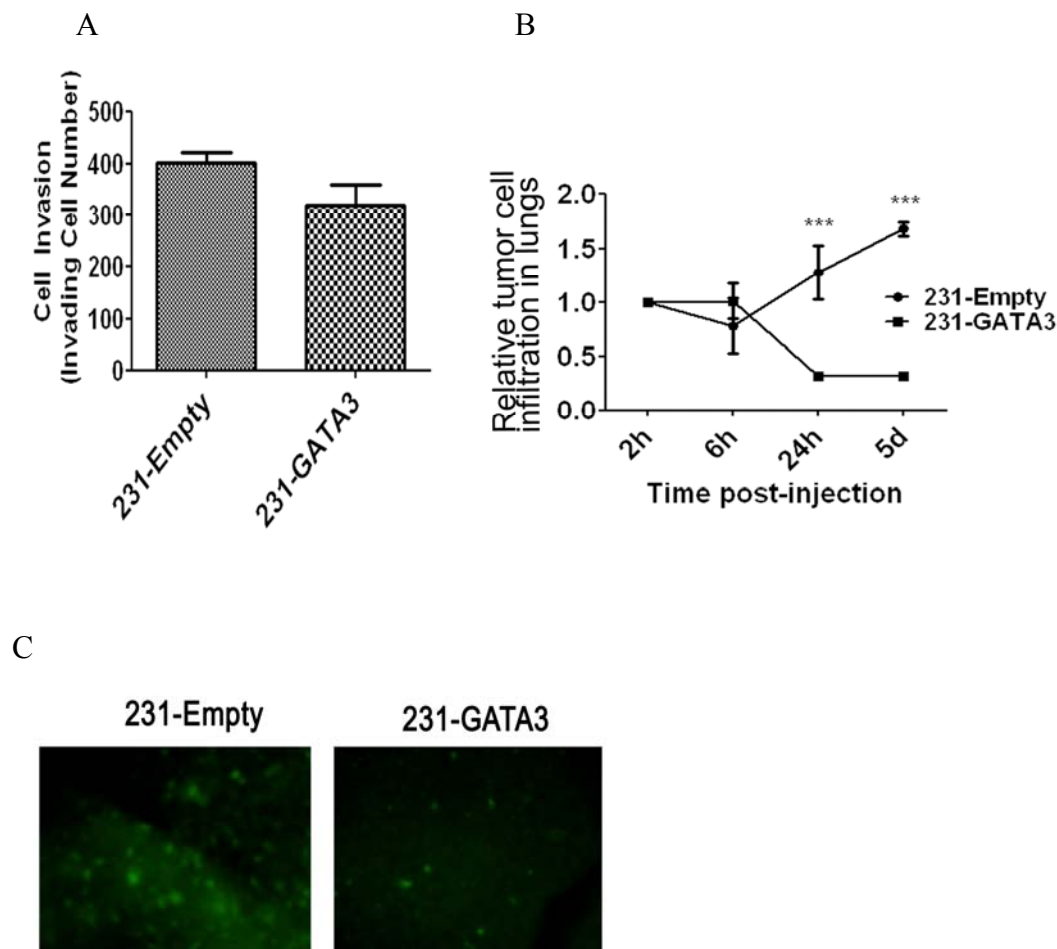 A
Cell Invasion
(Invading Cell Number)
500
400
300
200
100
0
231-Empty
231-GATA3
B
Relative tumor cell
infiltration in lungs
2.0
1.5
1.0
0.5
0.0
***
***
231-Empty
231-GATA3
2h
6h
24h
5d
Time post-injection
C
231-Empty
231-GATA3